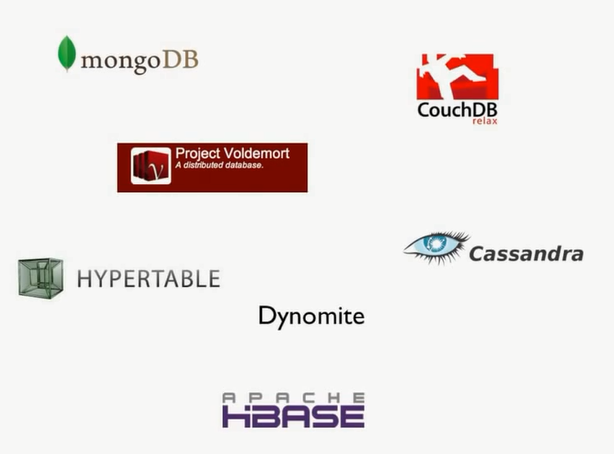 mongoDB
CouchDB
relax
Project Voldemort
A distributed database.
V
Cassandra
HYPERTABLE
Dynomite
APACHE
HBASE